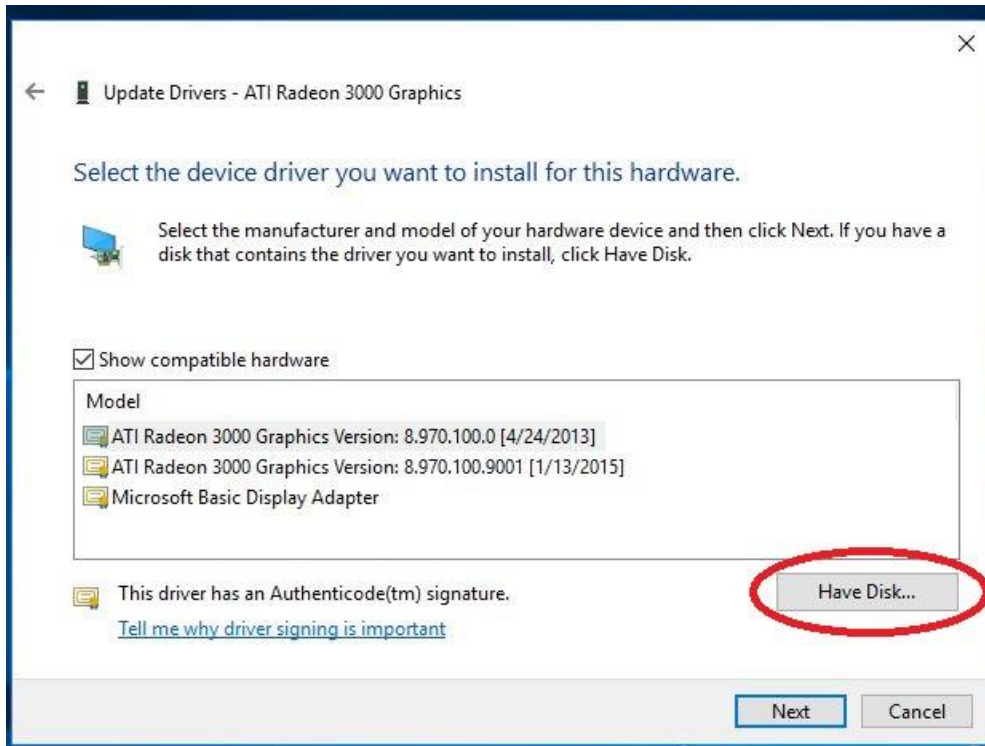 Update Drivers - ATI Radeon 3000 Graphics
Select the device driver you want to install for this hardware.
Select the manufacturer and model of your hardware device and then click Next. If you have a
disk that contains the driver you want to install, click Have Disk.
Show compatible hardware
Model
ATI Radeon 3000 Graphics Version: 8.970.100.0 [4/24/2013]
ATI Radeon 3000 Graphics Version: 8.970.100.9001 [1/13/2015]
Microsoft Basic Display Adapter
This driver has an Authenticode(tm) signature.
Have Disk...
Tell me why driver signing is important
Next
Cancel